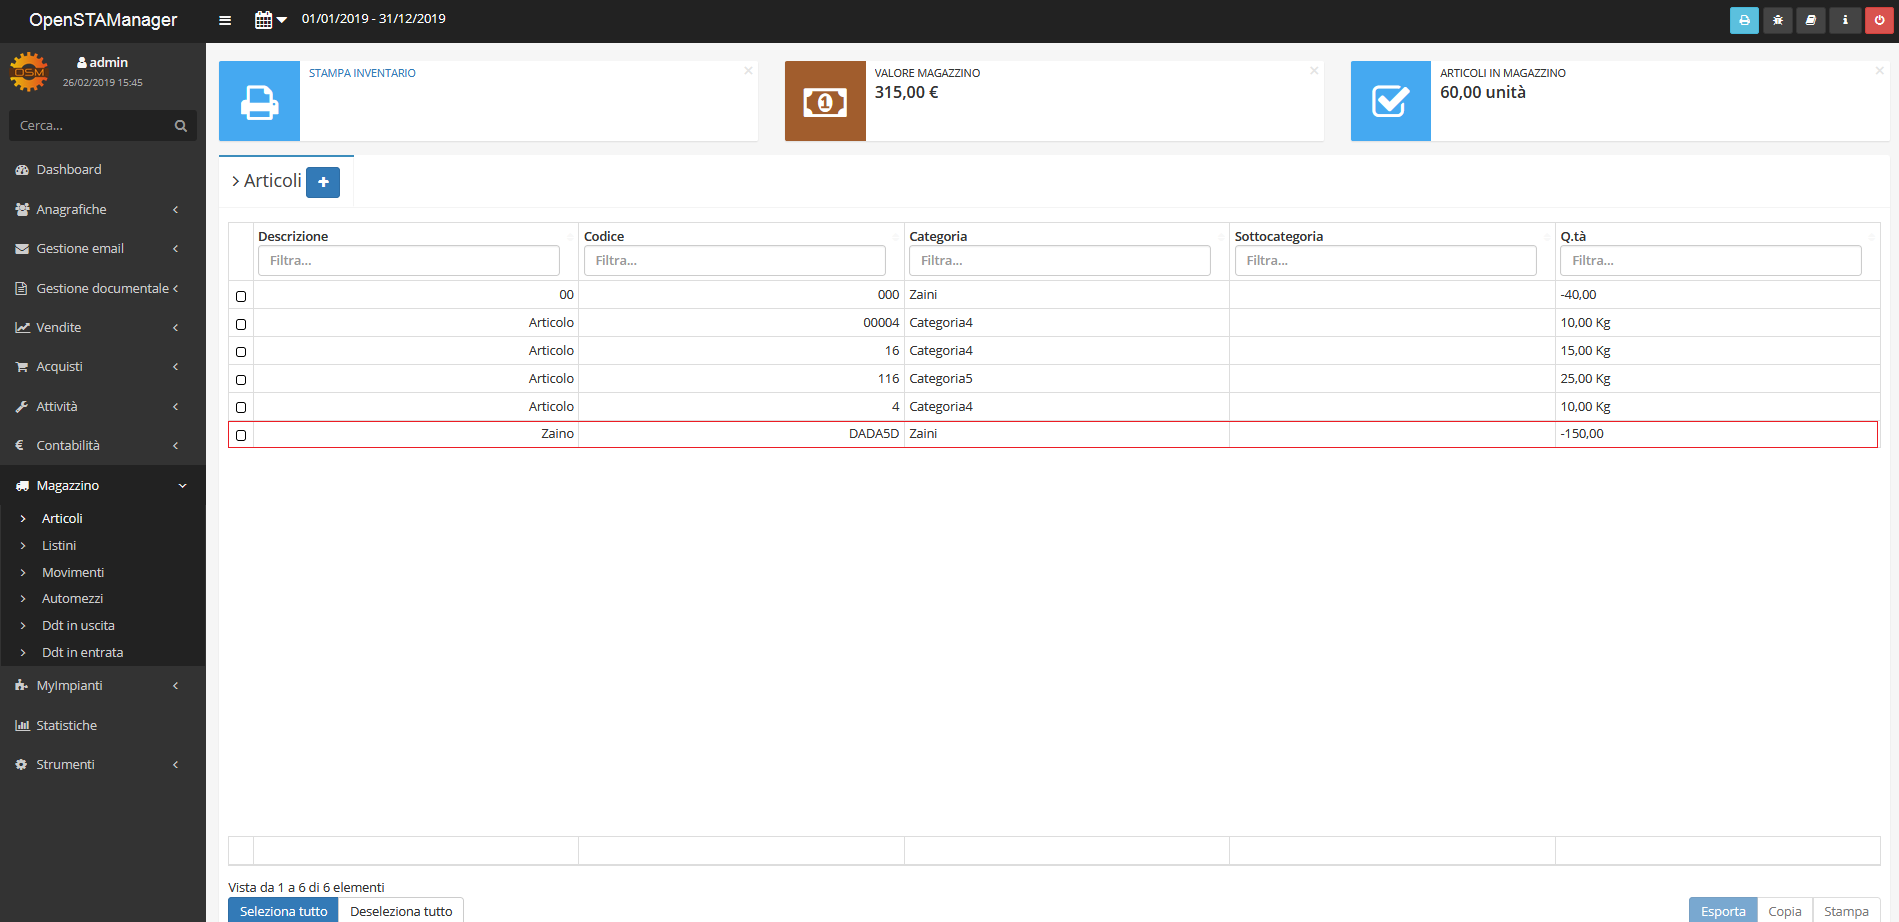 OpenSTAManager
01/01/2019 - 31/12/2019
admin
26/02/2019 15:45
Cerca...
Dashboard
Anagrafiche
Gestione email
Gestione documentale
Vendite
Acquisti
Attività
Contabilità
Magazzino
Articoli
Listini
Movimenti
Automezzi
Ddt in uscita
Ddt in entrata
MyImpianti
Statistiche
Strumenti
STAMPA INVENTARIO
VALORE MAGAZZINO
315,00 €
ARTICOLI IN MAGAZZINO
60,00 unità
Articoli
Descrizione Codice Categoria Sottocategoria Q.tà
Filtra... Filtra... Filtra... Filtra... Filtra...
00 000 Zaini -40,00
Articolo 00004 Categoria4 10,00 Kg
Articolo 16 Categoria4 15,00 Kg
Articolo 116 Categoria5 25,00 Kg
Articolo 4 Categoria4 10,00 Kg
Zaino DADA5D Zaini -150,00
Vista da 1 a 6 di 6 elementi
Seleziona tutto Deseleziona tutto Esporta Copia Stampa